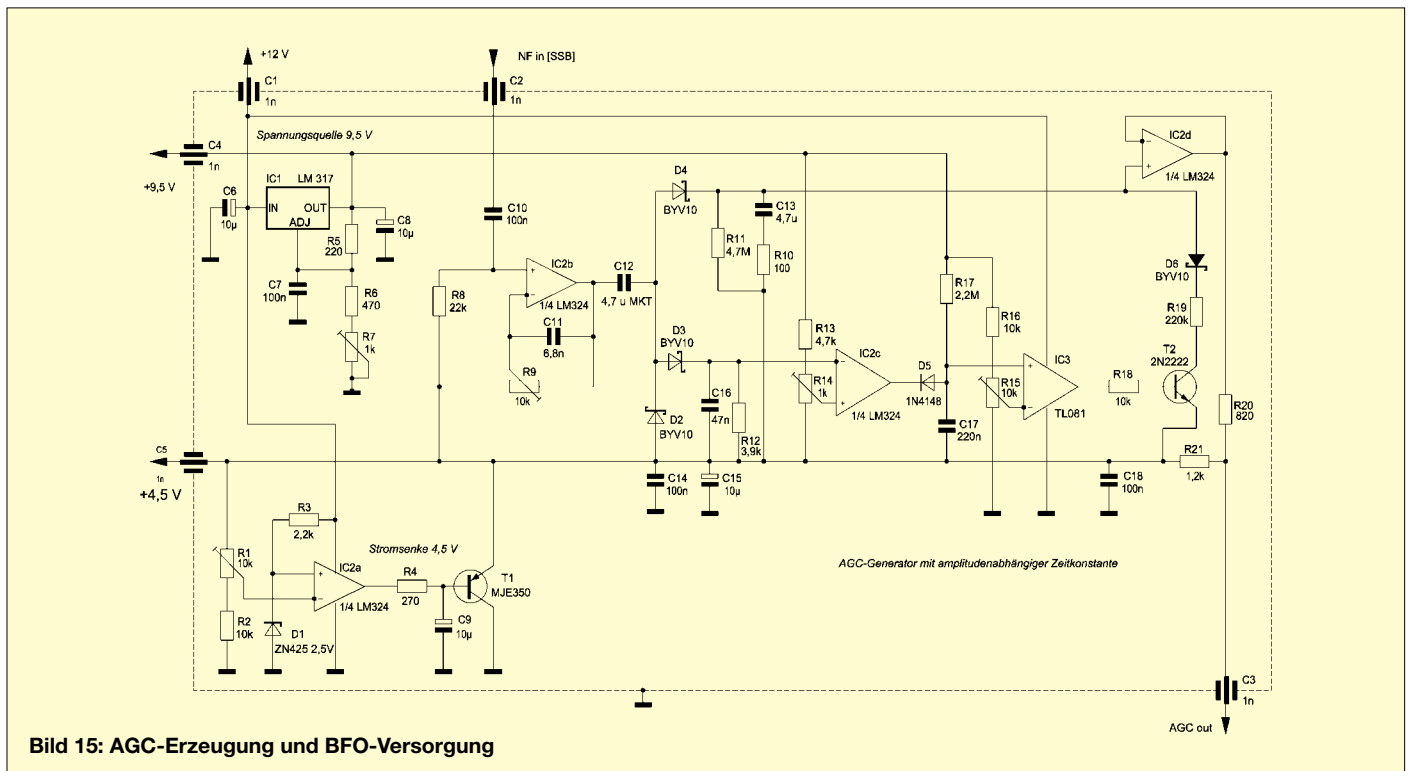 +12 V
NF in [SSB]
C1
1n
C2
1n
Spannungsquelle 9,5 V
C4
1n
+9,5 V
IC1
LM 317
IN
OUT
ADJ
C6
10µ
C8
10µ
R5
220
C7
100n
R6
470
R7
1k
C10
100n
R8
22k
+
–
IC2b
1/4 LM324
C11
6,8n
R9
10k
C12
4,7 u MKT
D4
BYV10
R11
4,7M
C13
4,7u
R10
100
D3
BYV10
D2
BYV10
C16
47n
R12
3,9k
C14
100n
C15
10µ
R13
4,7k
R14
1k
–
+
IC2c
1/4 LM324
D5
1N4148
R17
2,2M
R16
10k
R15
10k
C17
220n
+
–
IC3
TL081
R18
10k
–
+
IC2d
1/4 LM324
D6
BYV10
R19
220k
T2
2N2222
R20
820
R21
1,2k
C18
100n
C5
1n
+4,5 V
R3
2,2k
R1
10k
R2
10k
D1
ZN425 2,5V
+
–
IC2a
1/4 LM324
Stromsenke 4,5 V
R4
270
C9
10µ
T1
MJE350
AGC-Generator mit amplitudenabhängiger Zeitkonstante
C3
1n
AGC out
Bild 15: AGC-Erzeugung und BFO-Versorgung